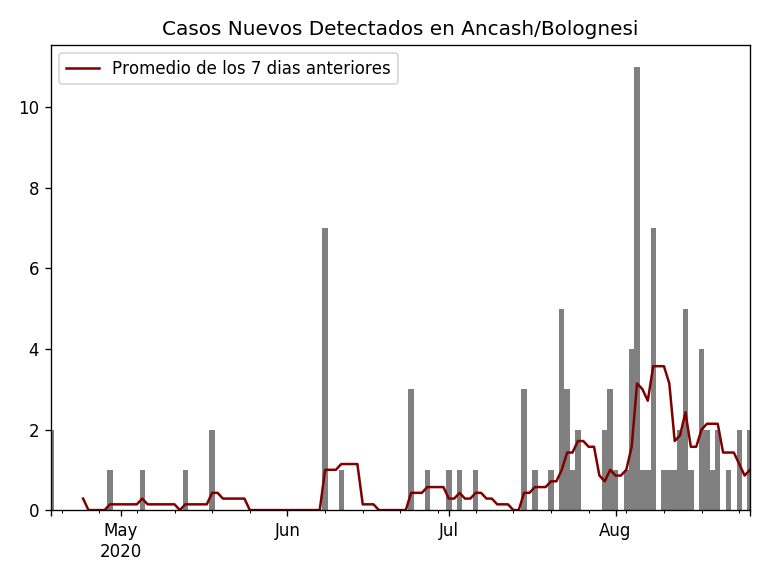 Casos Nuevos Detectados en Ancash/Bolognesi
Promedio de los 7 dias anteriores
10
8
6
4
2
0
May
2020
Jun
Jul
Aug